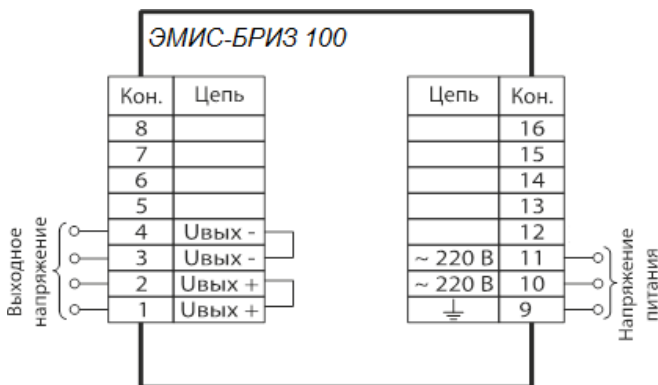 ЭМИС-БРИЗ 100
Кон. Цепь
8
7
6
5
4 Uвых -
3 Uвых -
2 Uвых +
1 Uвых +
Выходное
напряжение
Цепь Кон.
16
15
14
13
12
~ 220 В 11
~ 220 В 10
9
Напряжение
питания